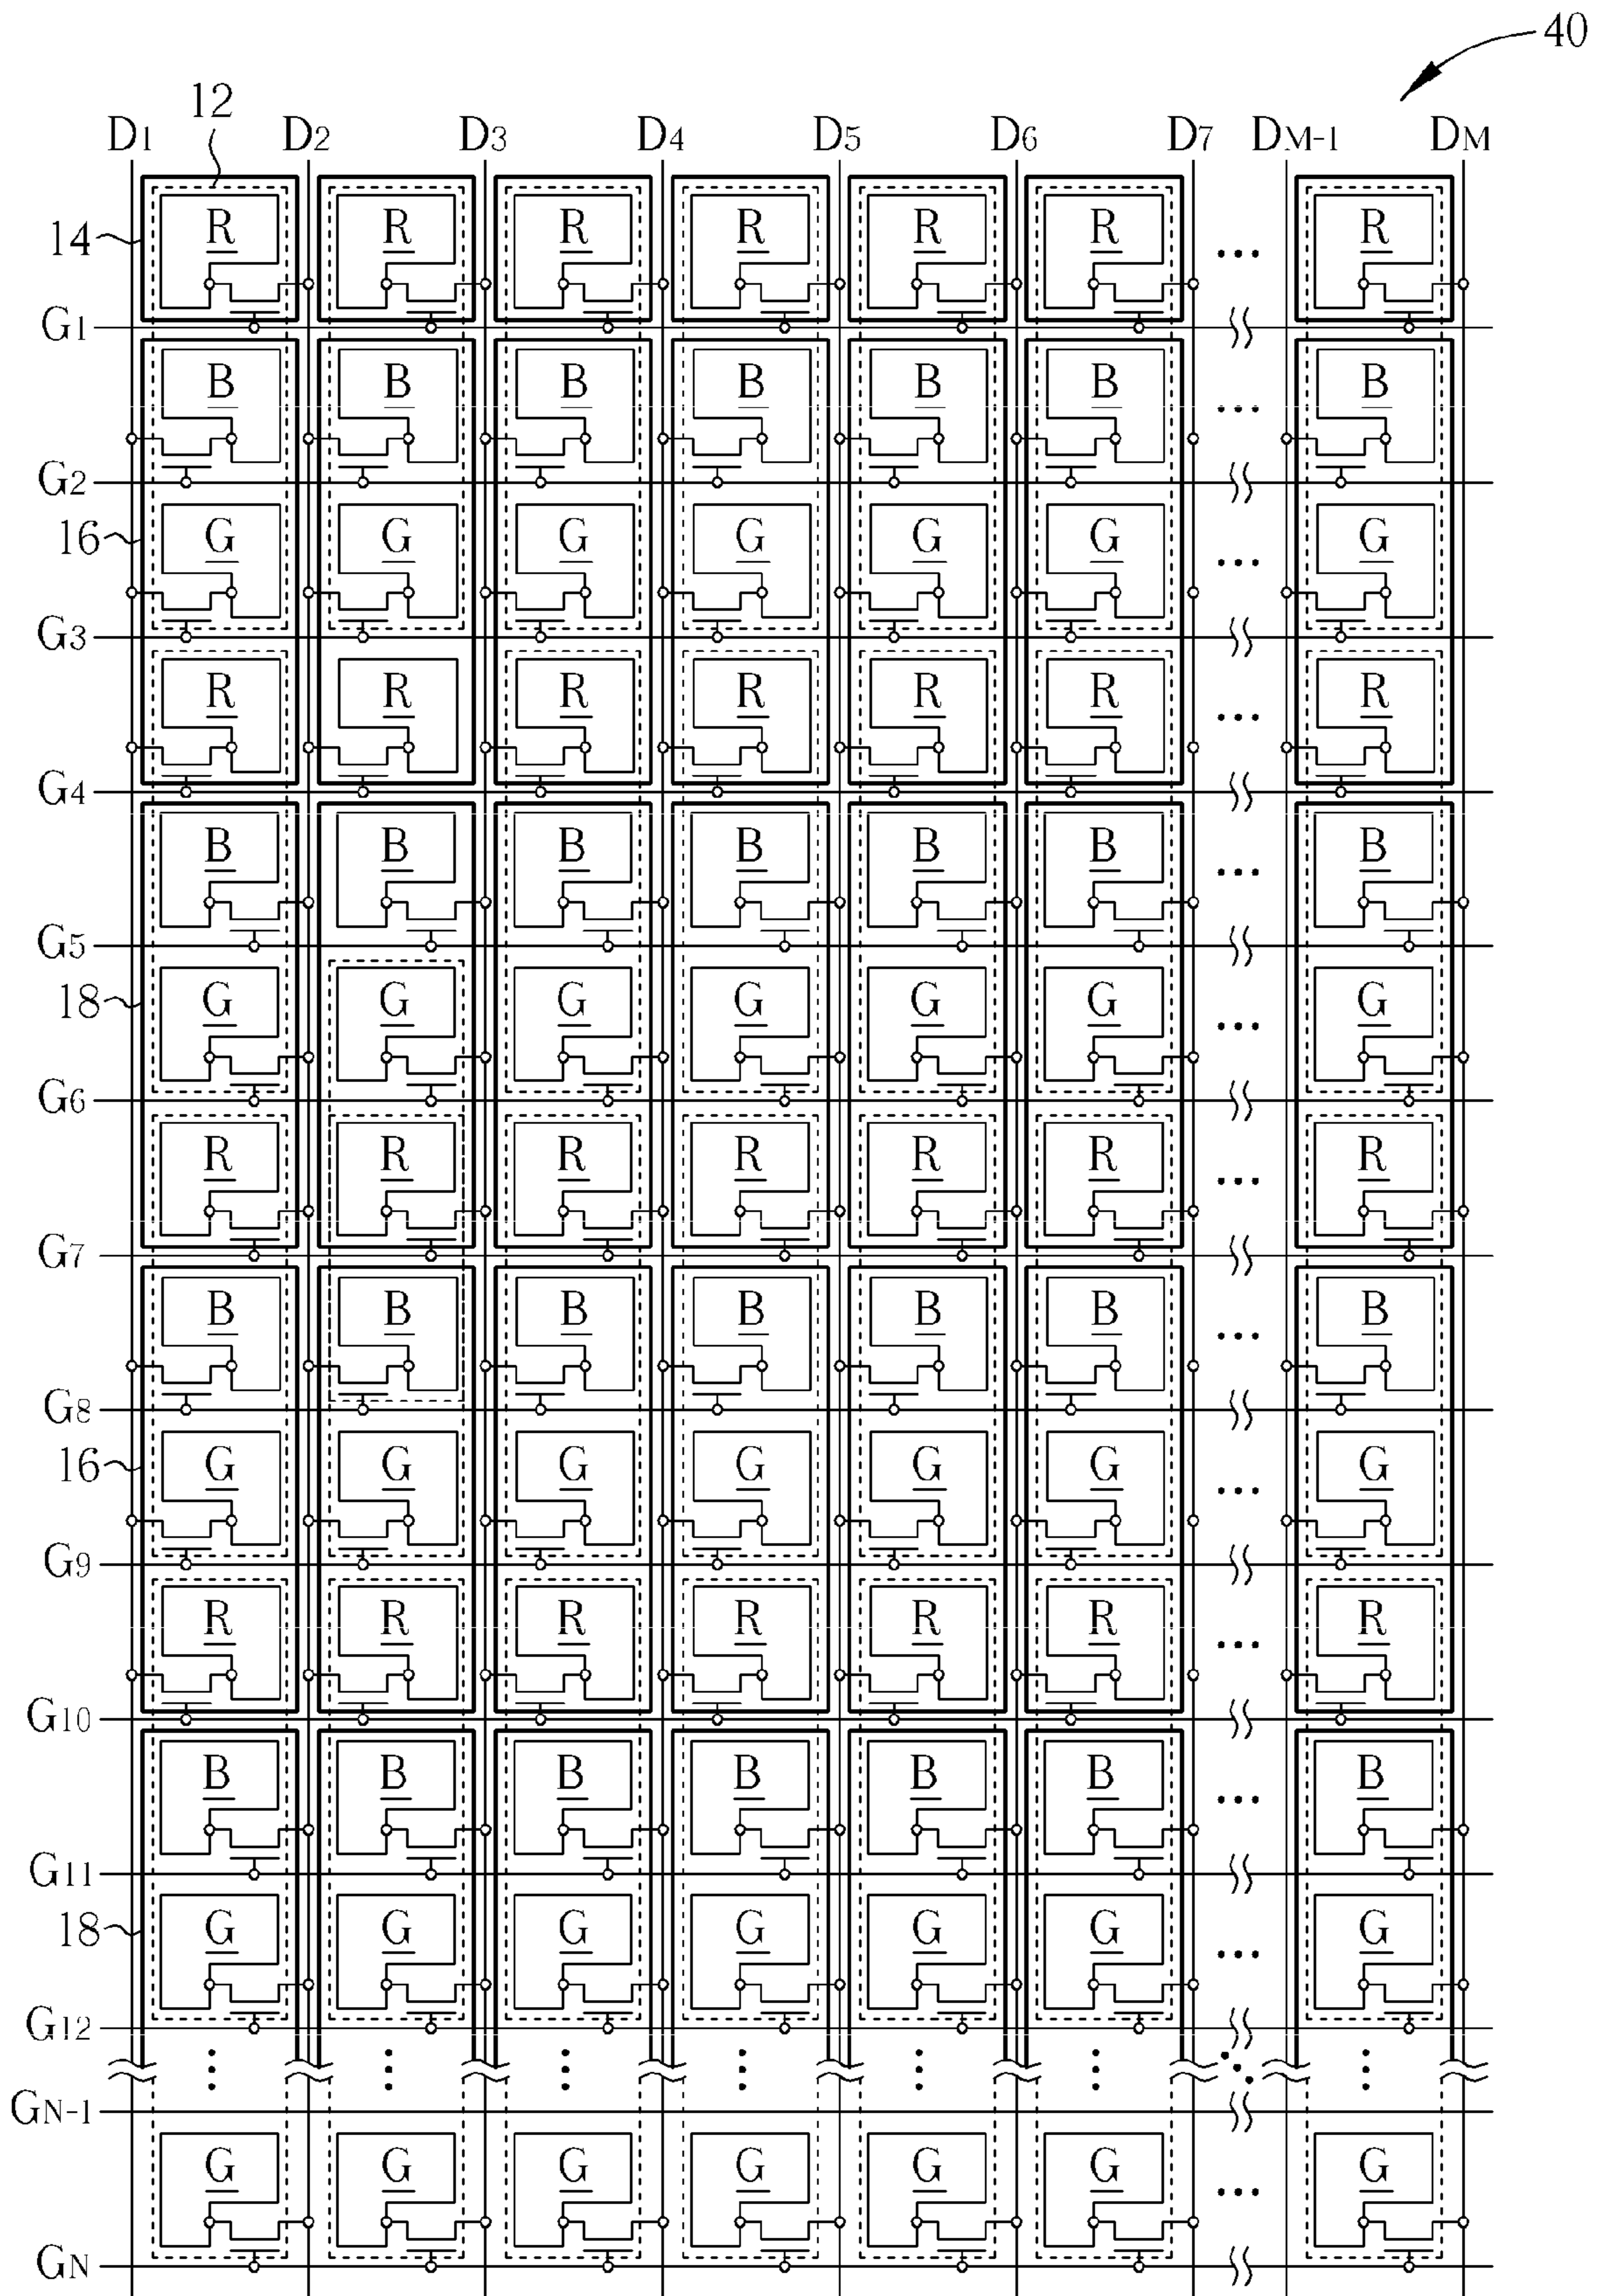 40
12
D1 D2 D3 D4 D5 D6 D7 DM-1 DM
14 R R R R R R ... R
G1
B B B B B B ... B
G2
16 G G G G G G ... G
G3
R R R R R R ... R
G4
B B B B B B ... B
G5
18 G G G G G G ... G
G6
R R R R R R ... R
G7
B B B B B B ... B
G8
16 G G G G G G ... G
G9
R R R R R R ... R
G10
B B B B B B ... B
G11
18 G G G G G G ... G
G12
GN-1
G G G G G G ... G
GN